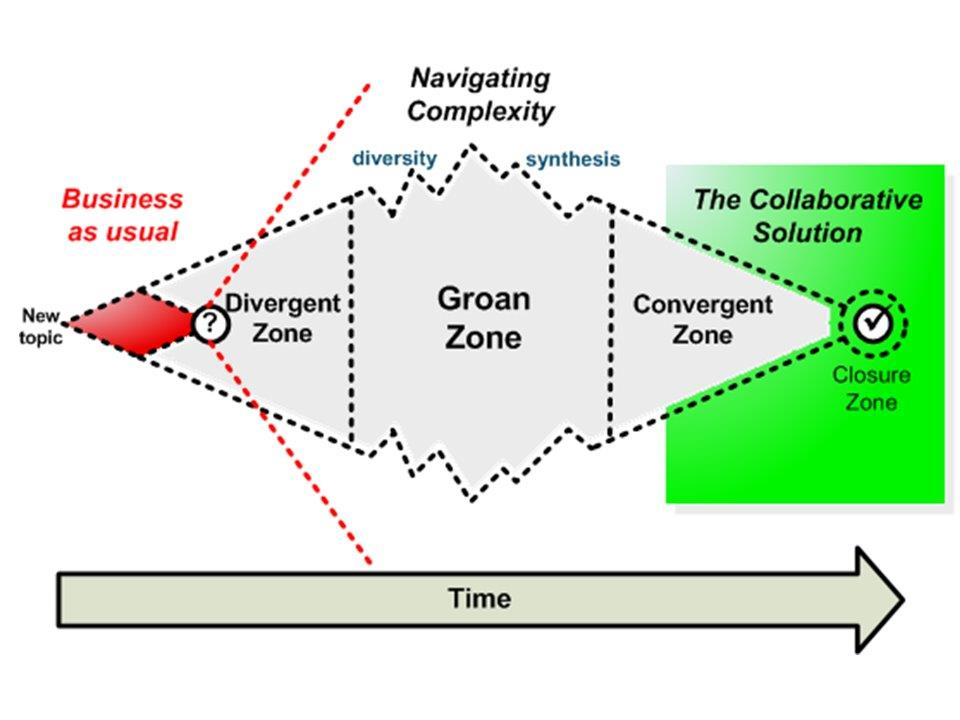 Navigating
Complexity
diversity
synthesis
Business
as usual
The Collaborative
Solution
New
topic
?
Divergent
Zone
Groan
Zone
Convergent
Zone
Closure
Zone
Time